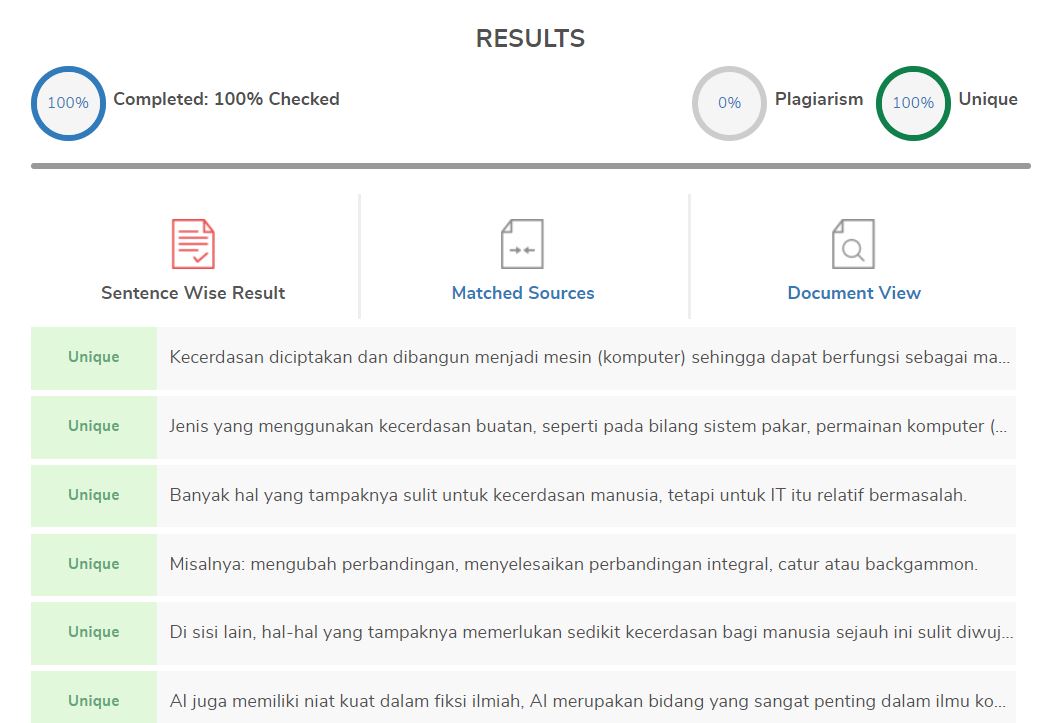 RESULTS
100% Completed: 100% Checked 0% Plagiarism 100% Unique
Sentence Wise Result Matched Sources Document View
Unique Kecerdasan diciptakan dan dibangun menjadi mesin (komputer) sehingga dapat berfungsi sebagai ma...
Unique Jenis yang menggunakan kecerdasan buatan, seperti pada bilang sistem pakar, permainan komputer (...
Unique Banyak hal yang tampaknya sulit untuk kecerdasan manusia, tetapi untuk IT itu relatif bermasalah.
Unique Misalnya: mengubah perbandingan, menyelesaikan perbandingan integral, catur atau backgammon.
Unique Di sisi lain, hal-hal yang tampaknya memerlukan sedikit kecerdasan bagi manusia sejauh ini sulit diwuj...
Unique AI juga memiliki niat kuat dalam fiksi ilmiah, AI merupakan bidang yang sangat penting dalam ilmu ko...